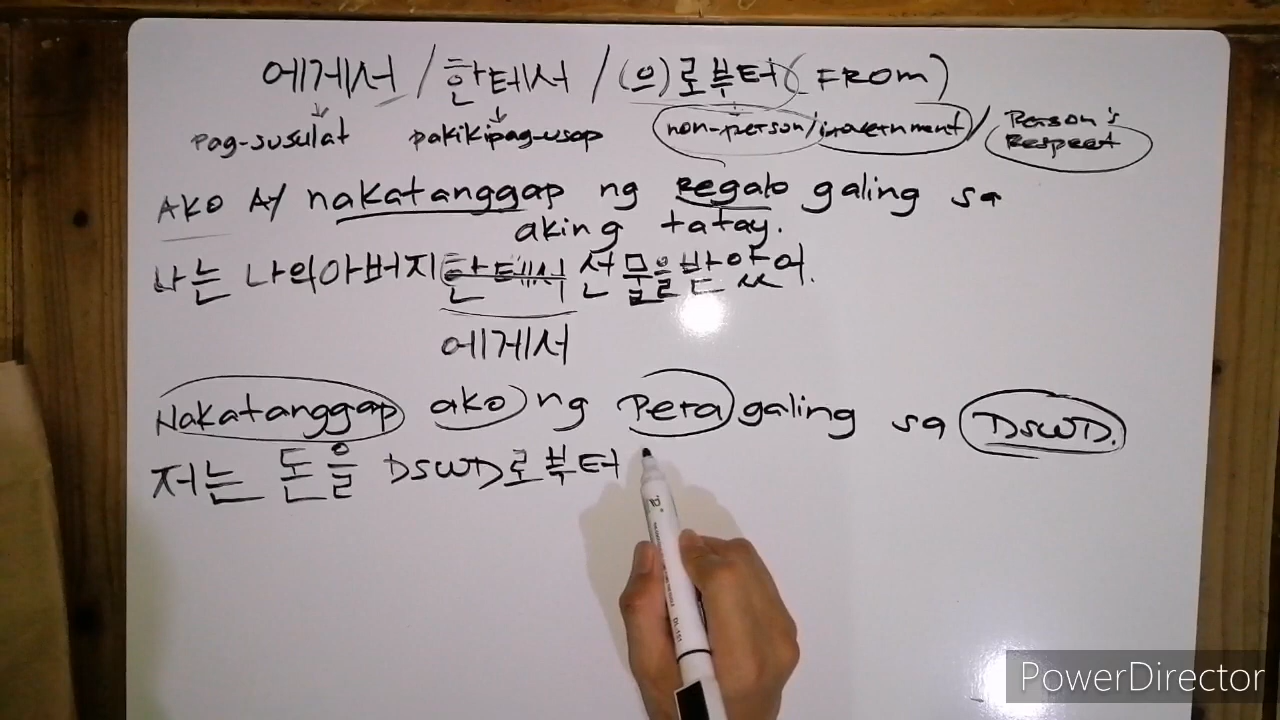 에게서 / 한테서 / (으)로부터 (FROM)
pag-susulat pakikipag-usap non-person/Government / Person's
Respect
AKO AY nakatanggap ng Regalo galing sa
aking tatay.
나는 나의아버지한테서 선물을받았어.
에게서
Nakatanggap ako ng Pera galing sa DSWD.
저는 돈을 DSWD로부터
PowerDirector